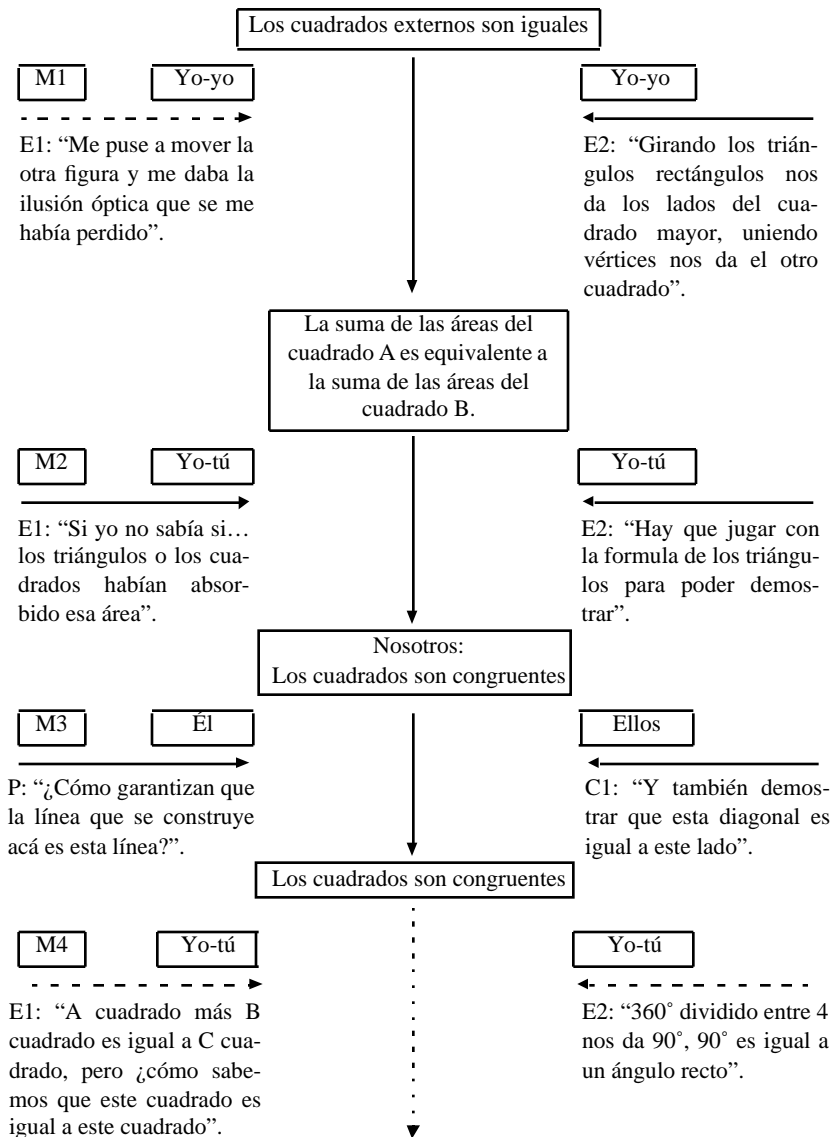 Los cuadrados externos son iguales
M1
Yo-yo
Yo-yo
E1: “Me puse a mover la
otra figura y me daba la
ilusión óptica que se me
había perdido”.
E2: “Girando los trián-
gulos rectángulos nos
da los lados del cua-
drado mayor, uniendo
vértices nos da el otro
cuadrado”.
La suma de las áreas del
cuadrado A es equivalente a
la suma de las áreas del
cuadrado B.
M2
Yo-tú
Yo-tú
E1: “Si yo no sabía si…
los triángulos o los cua-
drados habían absor-
bido esa área”.
E2: “Hay que jugar con
la formula de los triángu-
los para poder demos-
trar”.
Nosotros:
Los cuadrados son congruentes
M3
Él
Ellos
P: “¿Cómo garantizan que
la línea que se construye
acá es esta línea?”.
C1: “Y también demos-
trar que esta diagonal es
igual a este lado”.
Los cuadrados son congruentes
M4
Yo-tú
Yo-tú
E1: “A cuadrado más B
cuadrado es igual a C cua-
drado, pero ¿cómo sabe-
mos que este cuadrado es
igual a este cuadrado”.
E2: “360˚ dividido entre 4
nos da 90˚, 90˚ es igual a
un ángulo recto”.